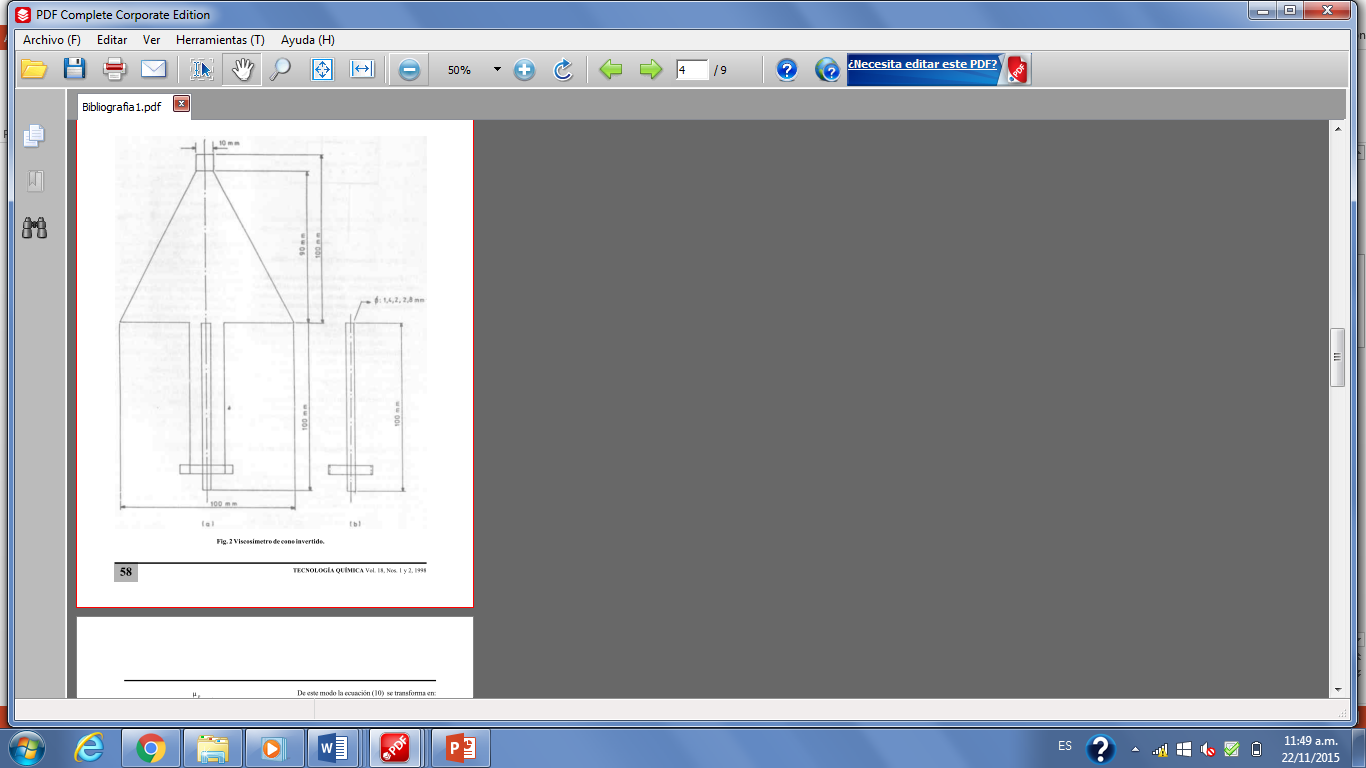 PDF Complete Corporate Edition
Archivo (F) Editar Ver Herramientas (T) Ayuda (H)
50% 4 / 9 ¿Necesita editar este PDF?
Bibliografia1.pdf
10 mm
90 mm
100 mm
ϕ: 1,4, 2, 2,8 mm
100 mm
100 mm
100 mm
(a) (b)
Fig. 2 Viscosímetro de cono invertido.
58 TECNOLOGÍA QUÍMICA Vol. 18, Nos. 1 y 2, 1998
De este modo la ecuación (10) se transforma en:
ES
11:49 a.m.
22/11/2015